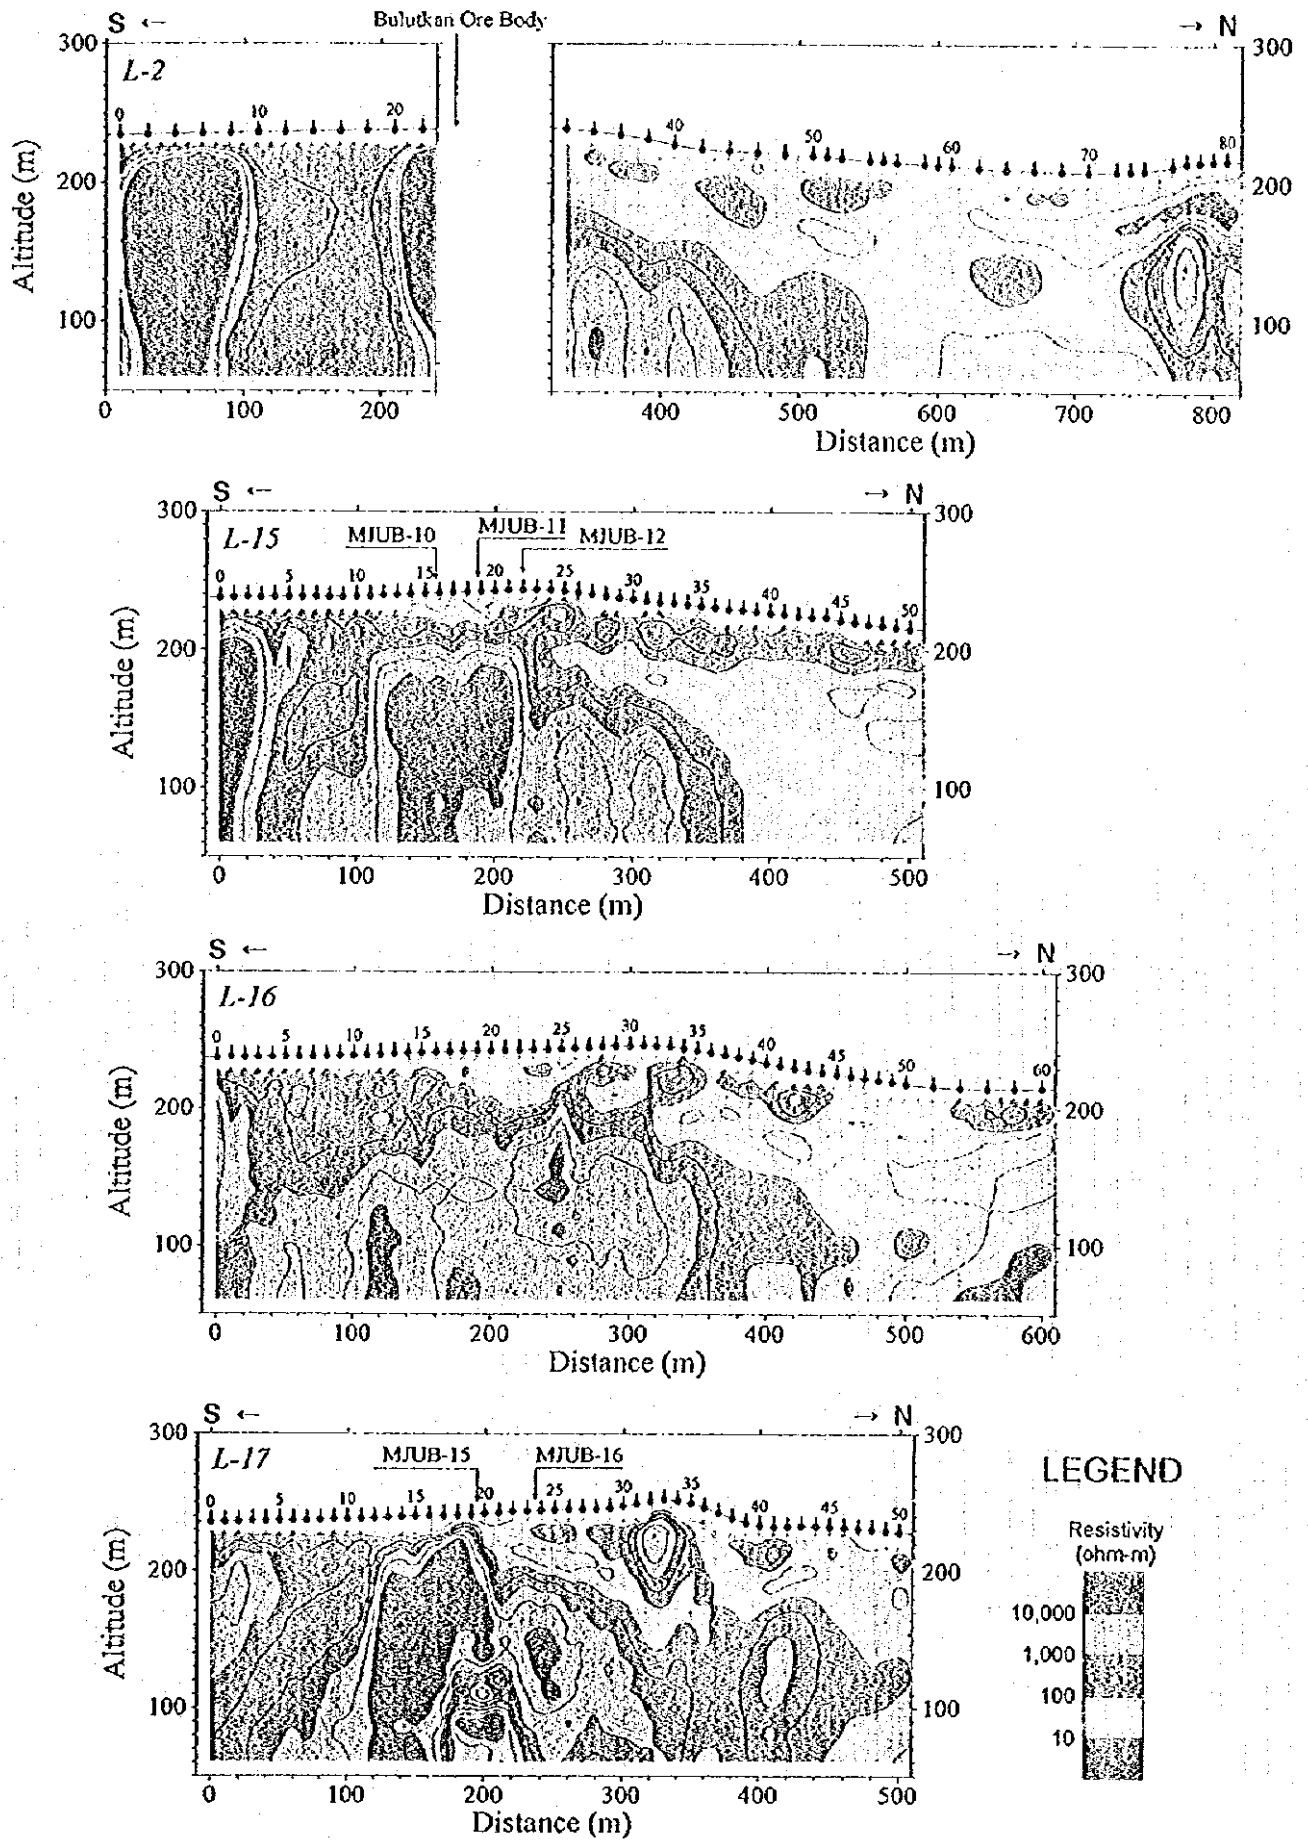 S ← Bulutkan Ore Body → N
300 300
L-2
0 10 20 40 50 60 70 80
200 200
100 100
Altitude (m)
0 100 200 400 500 600 700 800
Distance (m)
S ← → N
300 300
L-15 MJUB-10 MJUB-11 MJUB-12
0 5 10 15 20 25 30 35 40 45 50
200 200
100 100
Altitude (m)
0 100 200 300 400 500
Distance (m)
S ← → N
300 300
L-16
0 5 10 15 20 25 30 35 40 45 50 60
200 200
100 100
Altitude (m)
0 100 200 300 400 500 600
Distance (m)
S ← → N
300 300
L-17 MJUB-15 MJUB-16
0 5 10 15 20 25 30 35 40 45 50
200 200
100 100
Altitude (m)
0 100 200 300 400 500
Distance (m)
LEGEND
Resistivity
(ohm-m)
10,000
1,000
100
10